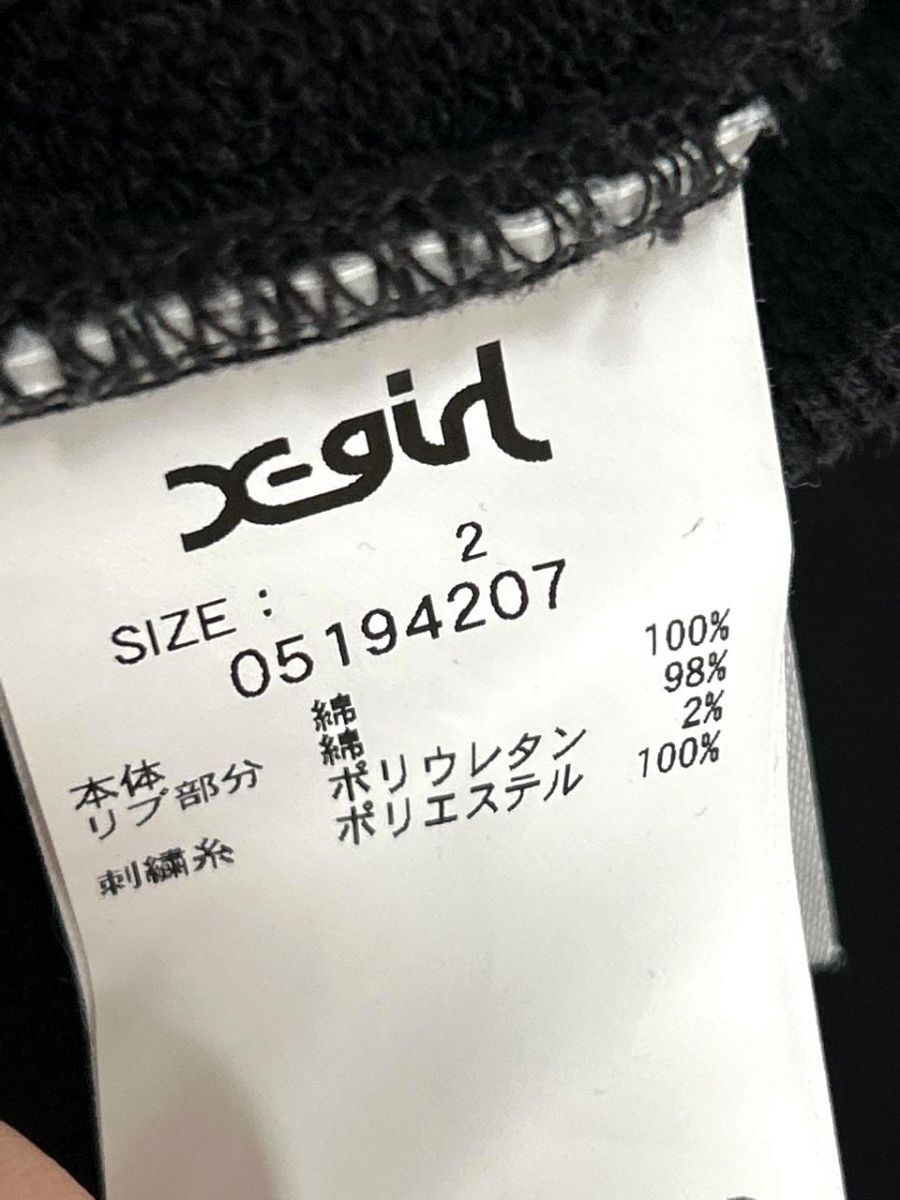 X-girl
SIZE : 2
05194207
本体 綿 100%
リブ部分 綿 98%
ポリウレタン 2%
刺繍糸 ポリエステル 100%